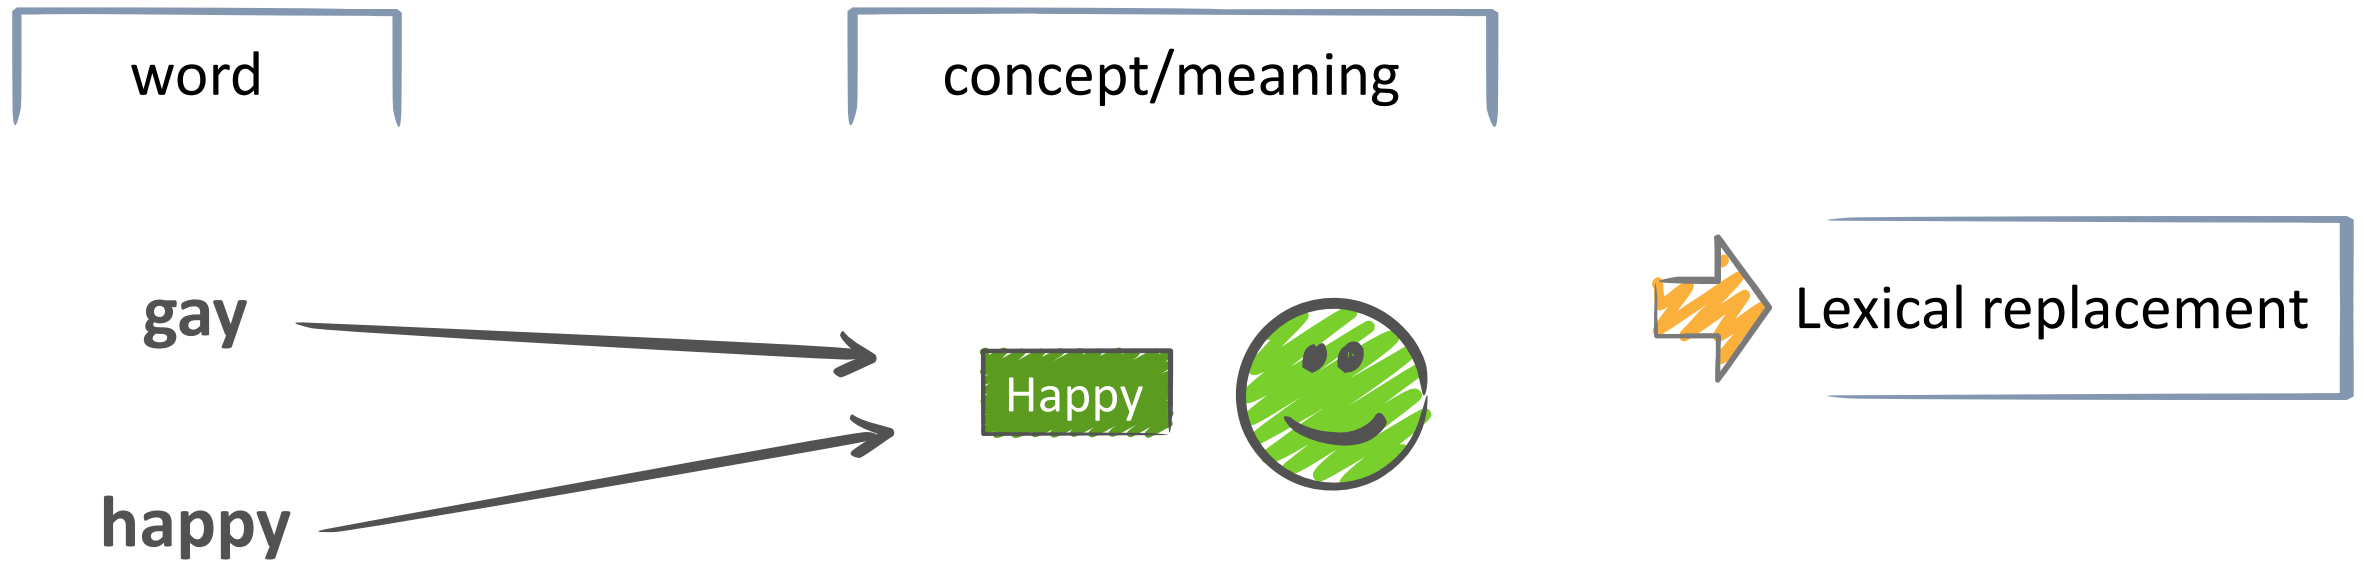 word
concept/meaning
gay
Happy
happy
Lexical replacement